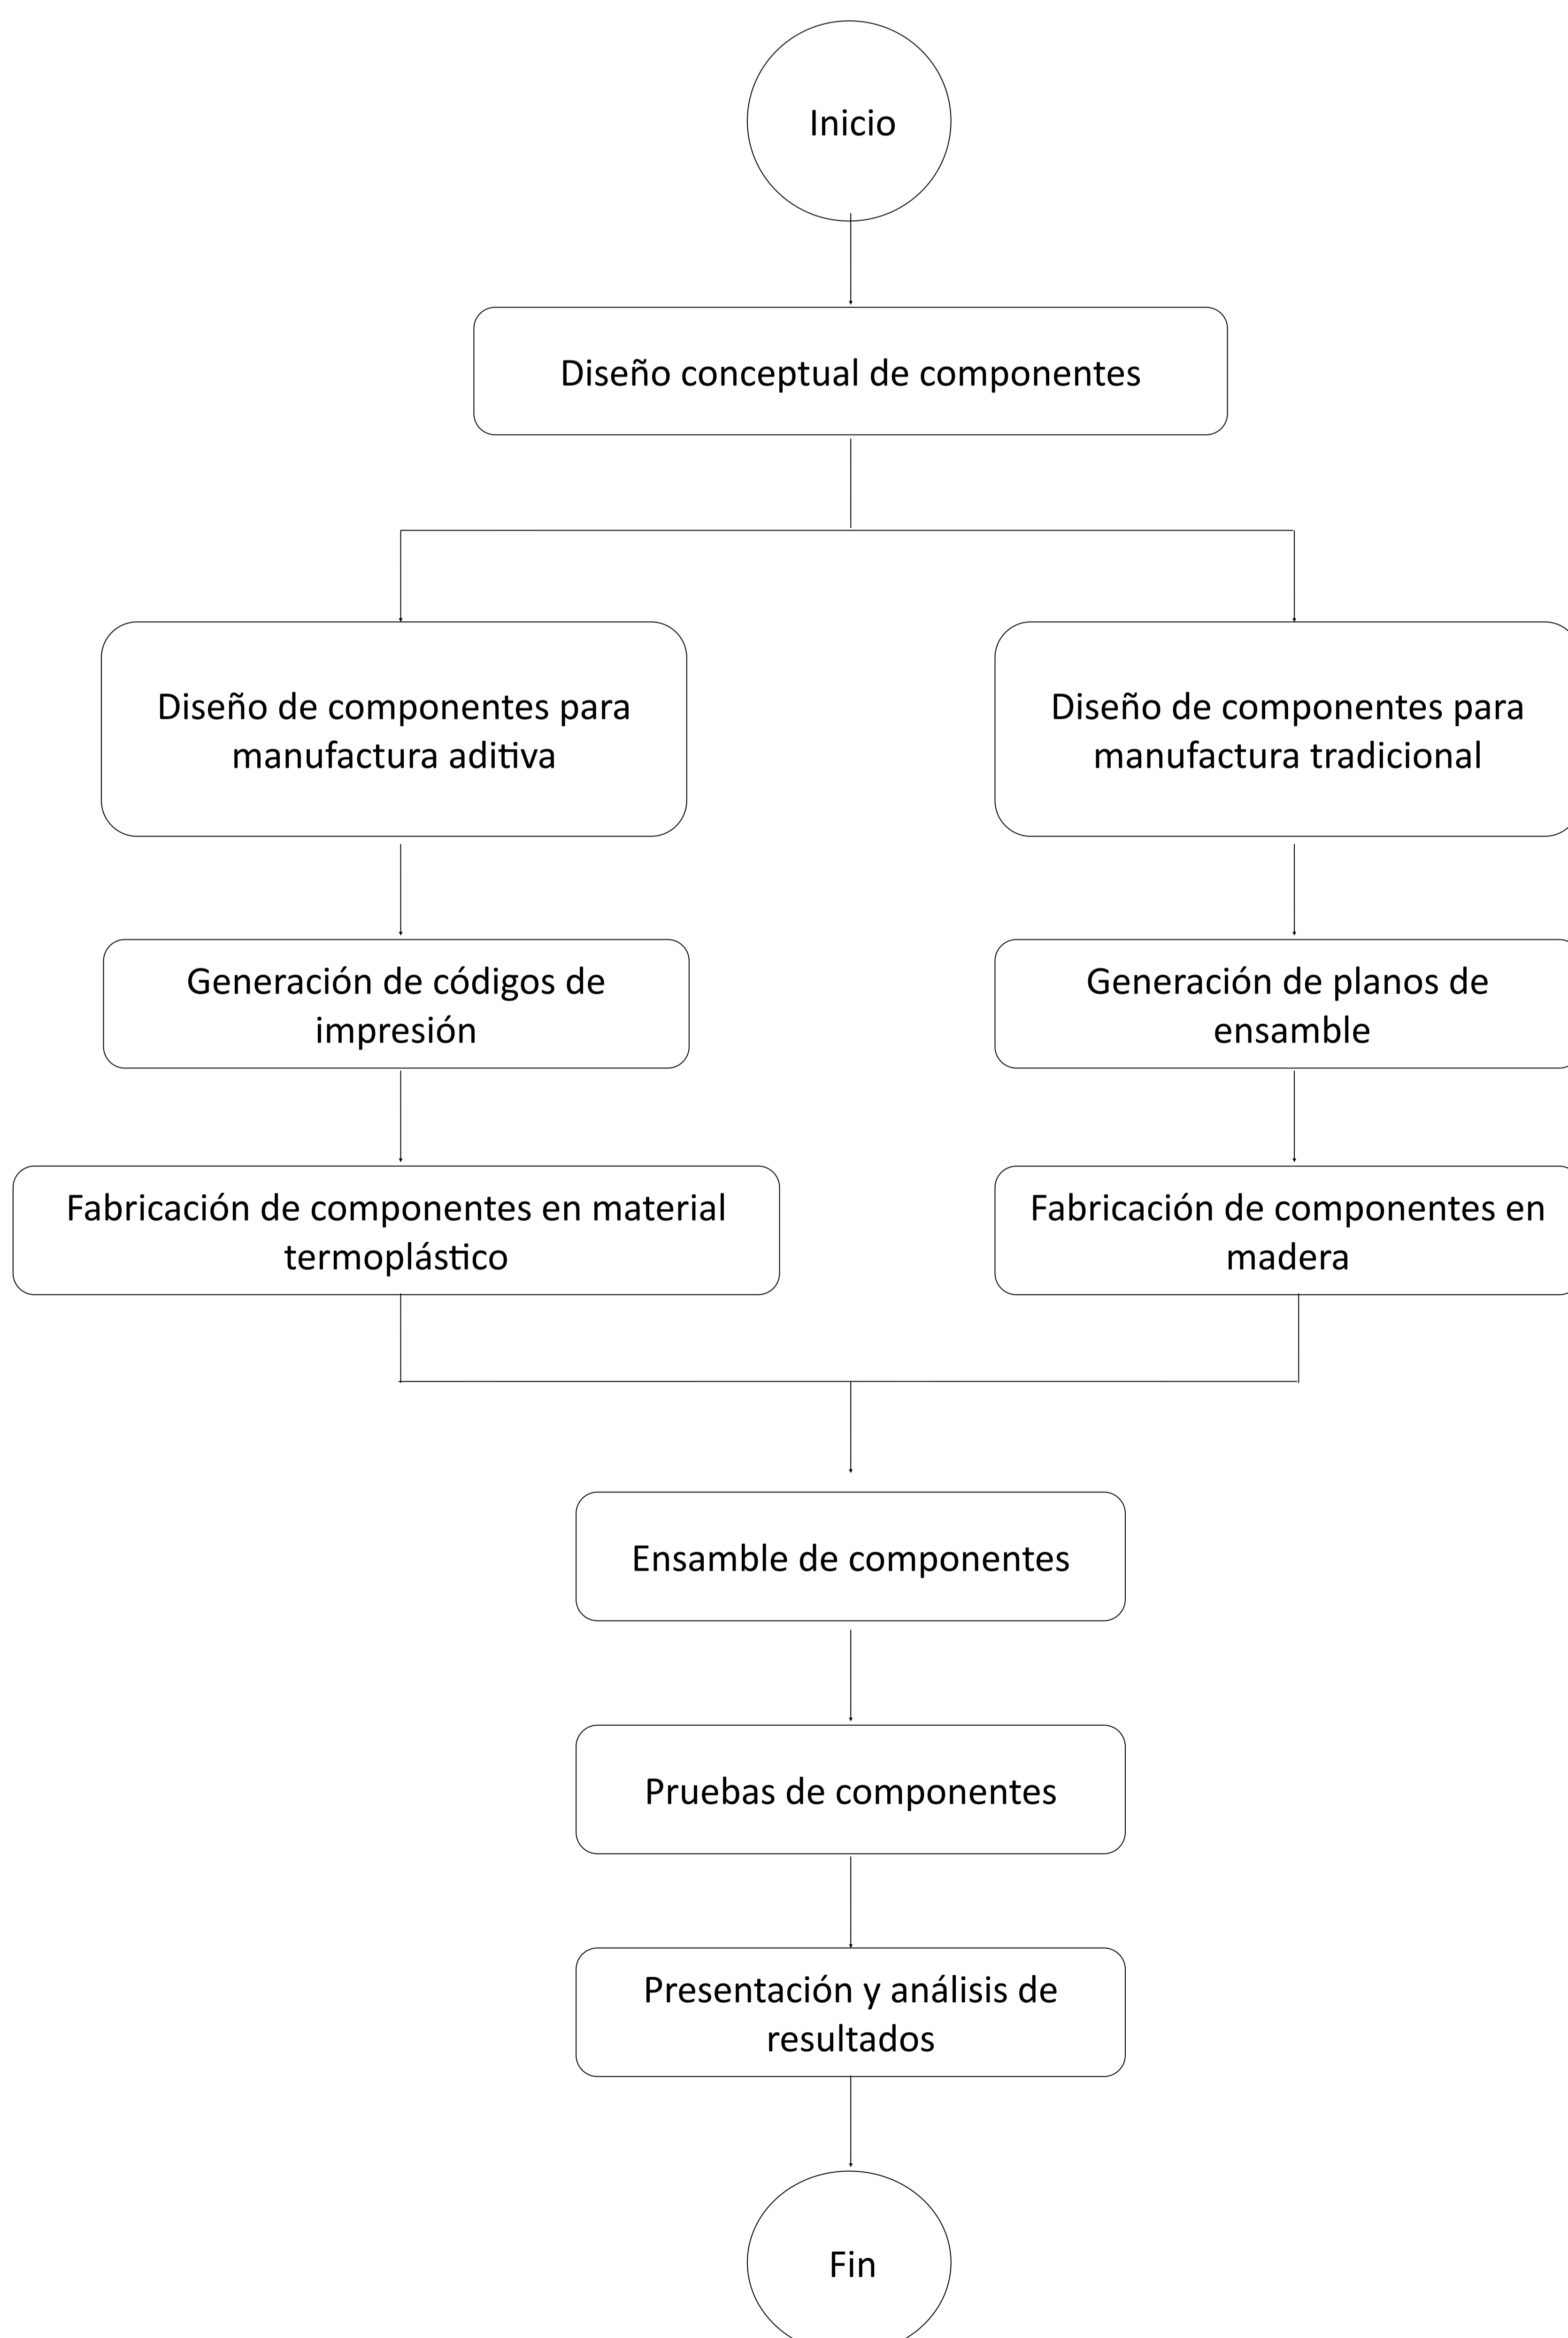 Inicio
Diseño conceptual de componentes
Diseño de componentes para
manufactura aditiva
Diseño de componentes para
manufactura tradicional
Generación de códigos de
impresión
Generación de planos de
ensamble
Fabricación de componentes en material
termoplástico
Fabricación de componentes en
madera
Ensamble de componentes
Pruebas de componentes
Presentación y análisis de
resultados
Fin